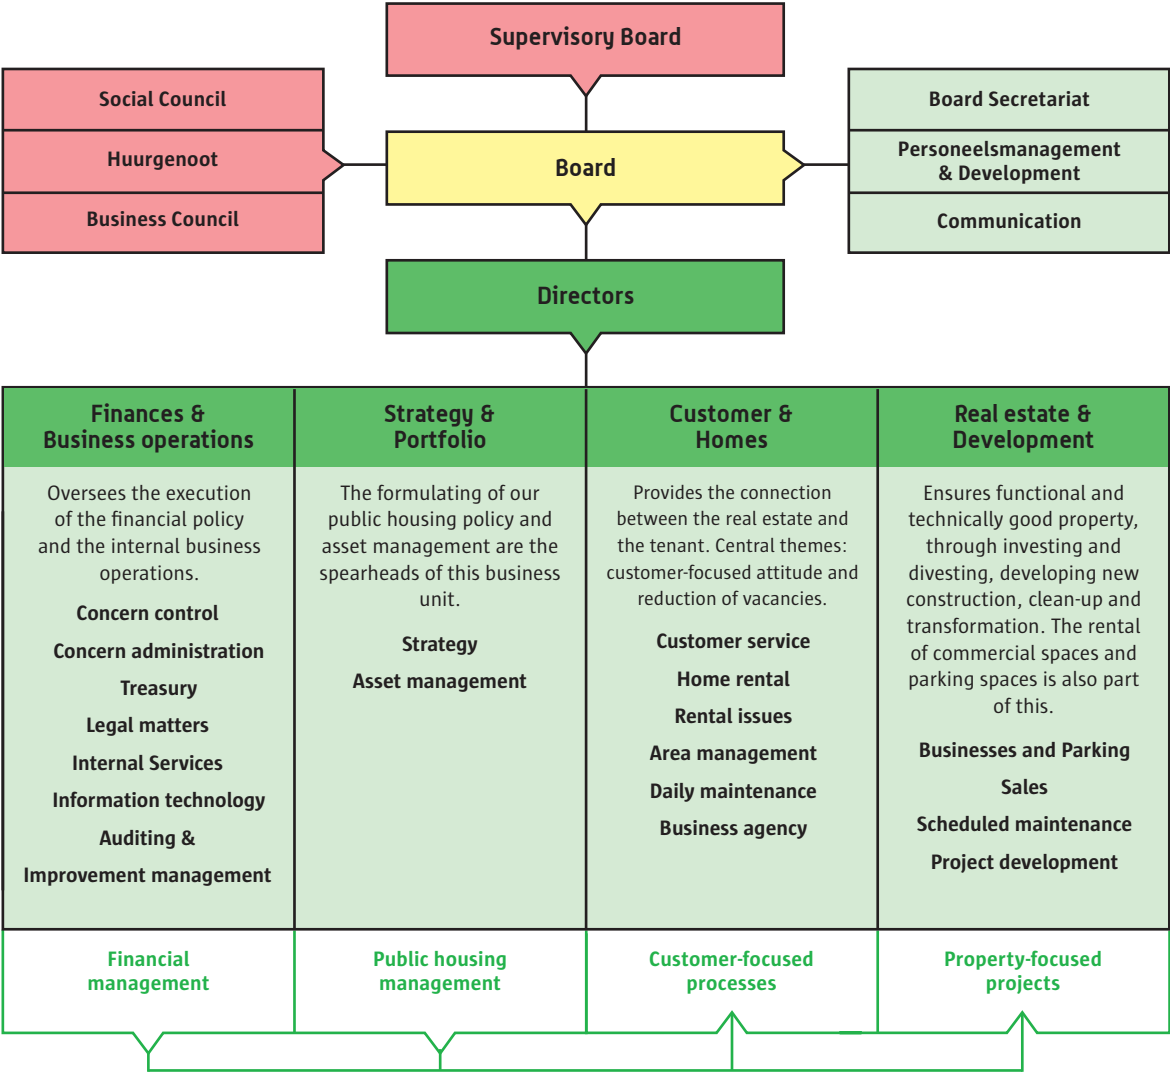 Supervisory Board
Social Council
Huurgenoot
Business Council
Board
Board Secretariat
Personeelsmanagement
& Development
Communication
Directors
Finances &
Business operations
Oversees the execution
of the financial policy
and the internal business
operations.
Concern control
Concern administration
Treasury
Legal matters
Internal Services
Information technology
Auditing &
Improvement management
Financial
management
Strategy &
Portfolio
The formulating of our
public housing policy and
asset management are the
spearheads of this business
unit.
Strategy
Asset management
Public housing
management
Customer &
Homes
Provides the connection
between the real estate and
the tenant. Central themes:
customer-focused attitude and
reduction of vacancies.
Customer service
Home rental
Rental issues
Area management
Daily maintenance
Business agency
Customer-focused
processes
Real estate &
Development
Ensures functional and
technically good property,
through investing and
divesting, developing new
construction, clean-up and
transformation. The rental
of commercial spaces and
parking spaces is also part
of this.
Businesses and Parking
Sales
Scheduled maintenance
Project development
Property-focused
projects